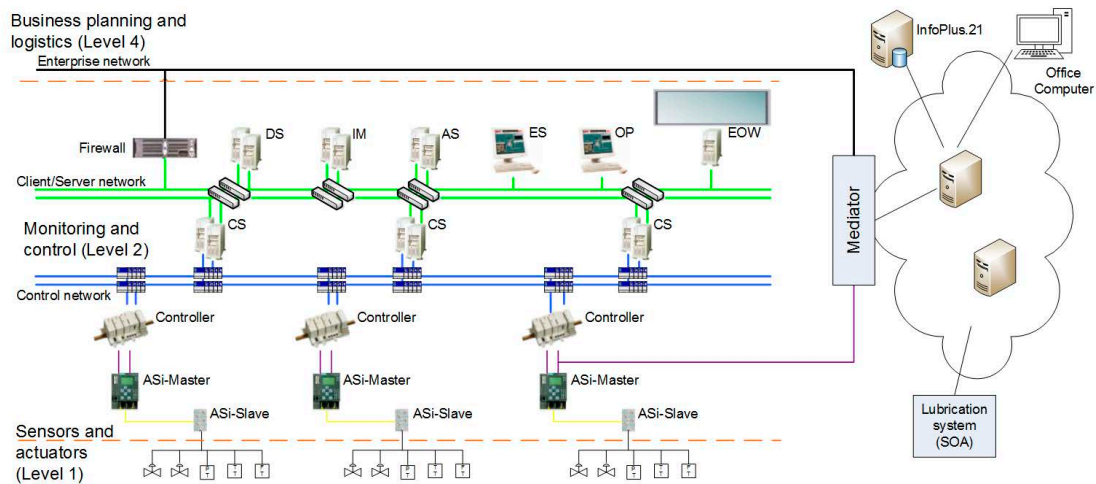 Business planning and
logistics (Level 4)
Enterprise network
InfoPlus.21
Office
Computer
DS
IM
AS
ES
OP
EOW
Firewall
Client/Server network
CS
CS
CS
Monitoring and
control (Level 2)
Mediator
Control network
Controller
Controller
Controller
ASi-Master
ASi-Master
ASi-Master
ASi-Slave
ASi-Slave
ASi-Slave
Lubrication
system
(SOA)
Sensors and
actuators
(Level 1)